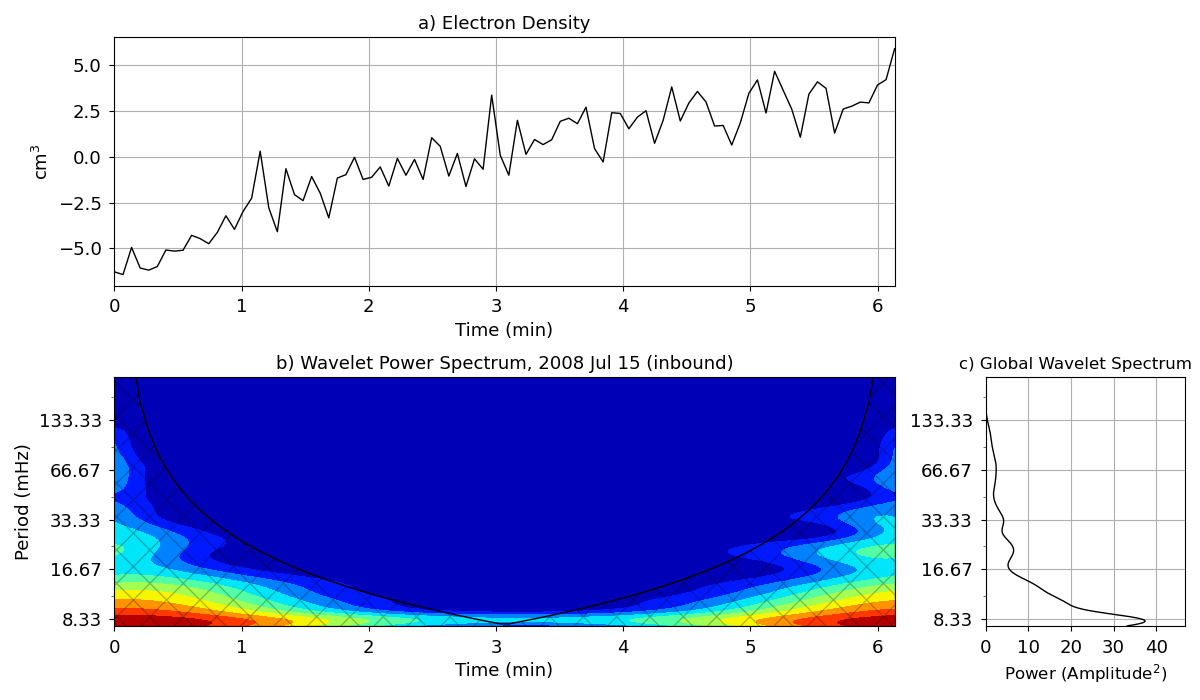 a) Electron Density
5.0
2.5
0.0
−2.5
−5.0
cm³
0 1 2 3 4 5 6
Time (min)
b) Wavelet Power Spectrum, 2008 Jul 15 (inbound)
133.33
66.67
33.33
16.67
8.33
Period (mHz)
0 1 2 3 4 5 6
Time (min)
c) Global Wavelet Spectrum
133.33
66.67
33.33
16.67
8.33
0 10 20 30 40
Power (Amplitude²)